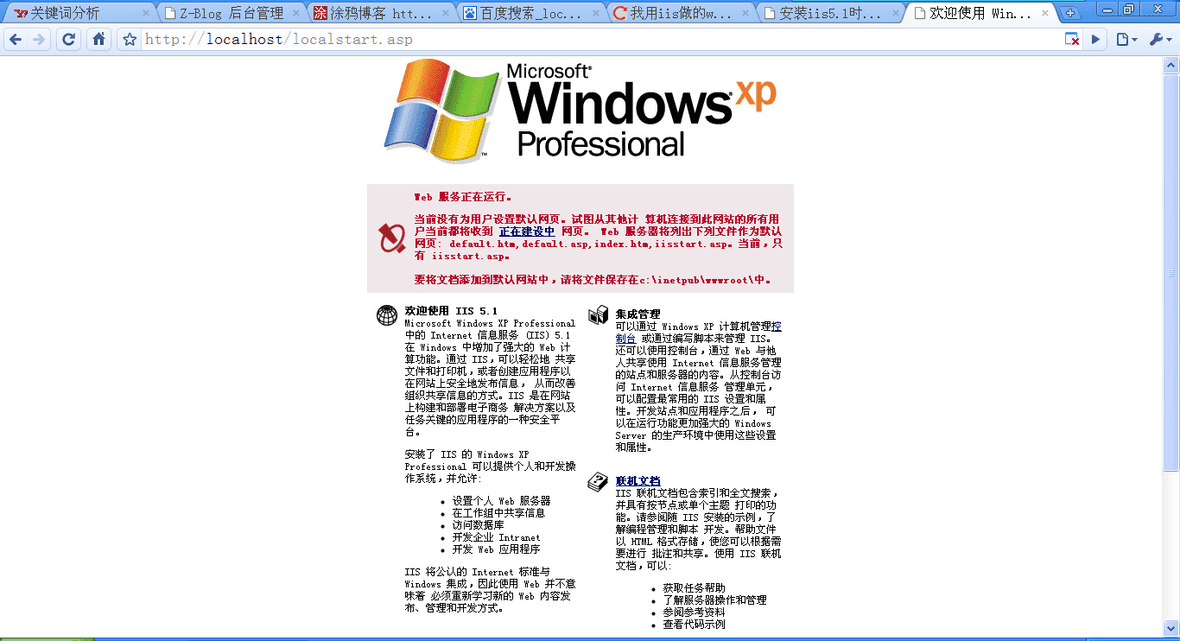 关键词分析
Z-Blog 后台管理
涂鸦博客 htt...
百度搜索_loc...
我用iis做的w...
安装iis5.1时...
欢迎使用 Win...
http://localhost/localstart.asp
Microsoft®
Windows xp
Professional
Web 服务正在运行。
当前没有为用户设置默认网页。试图从其他计 算机连接到此网站的所有用
户当前都将收到 正在建设中 网页。 Web 服务器将列出下列文件作为默认
网页: default.htm,default.asp,index.htm,iisstart.asp。当前,只
有 iisstart.asp。
要将文档添加到默认网站中,请将文件保存在c:\inetpub\wwwroot\中。
欢迎使用 IIS 5.1
Microsoft Windows XP Professional
中的 Internet 信息服务 (IIS) 5.1
在 Windows 中增加了强大的 Web 计
算功能。通过 IIS,可以轻松地 共享
文件和打印机,或者创建应用程序以
在网站上安全地发布信息, 从而改善
组织共享信息的方式。IIS 是在网站
上构建和部署电子商务 解决方案以及
任务关键的应用程序的一种安全平
台。
安装了 IIS 的 Windows XP
Professional 可以提供个人和开发操
作系统,并允许:
• 设置个人 Web 服务器
• 在工作组中共享信息
• 访问数据库
• 开发企业 Intranet
• 开发 Web 应用程序
IIS 将公认的 Internet 标准与
Windows 集成,因此使用 Web 并不意
味着 必须重新学习新的 Web 内容发
布、管理和开发方式。
集成管理
可以通过 Windows XP 计算机管理控
制台 或通过编写脚本来管理 IIS。
还可以使用控制台,通过 Web 与他
人共享使用 Internet 信息服务管理
的站点和服务器的内容。从控制台访
问 Internet 信息服务 管理单元,
可以配置最常用的 IIS 设置和属
性。开发站点和应用程序之后, 可
以在运行功能更加强大的 Windows
Server 的生产环境中使用这些设置
和属性。
联机文档
IIS 联机文档包含索引和全文搜索,
并具有按节点或单个主题 打印的功
能。请参阅随 IIS 安装的示例,了
解编程管理和脚本 开发。帮助文件
以 HTML 格式存储,使您可以根据需
要进行 批注和共享。使用 IIS 联机
文档,可以:
• 获取任务帮助
• 了解服务器操作和管理
• 参阅参考资料
• 查看代码示例